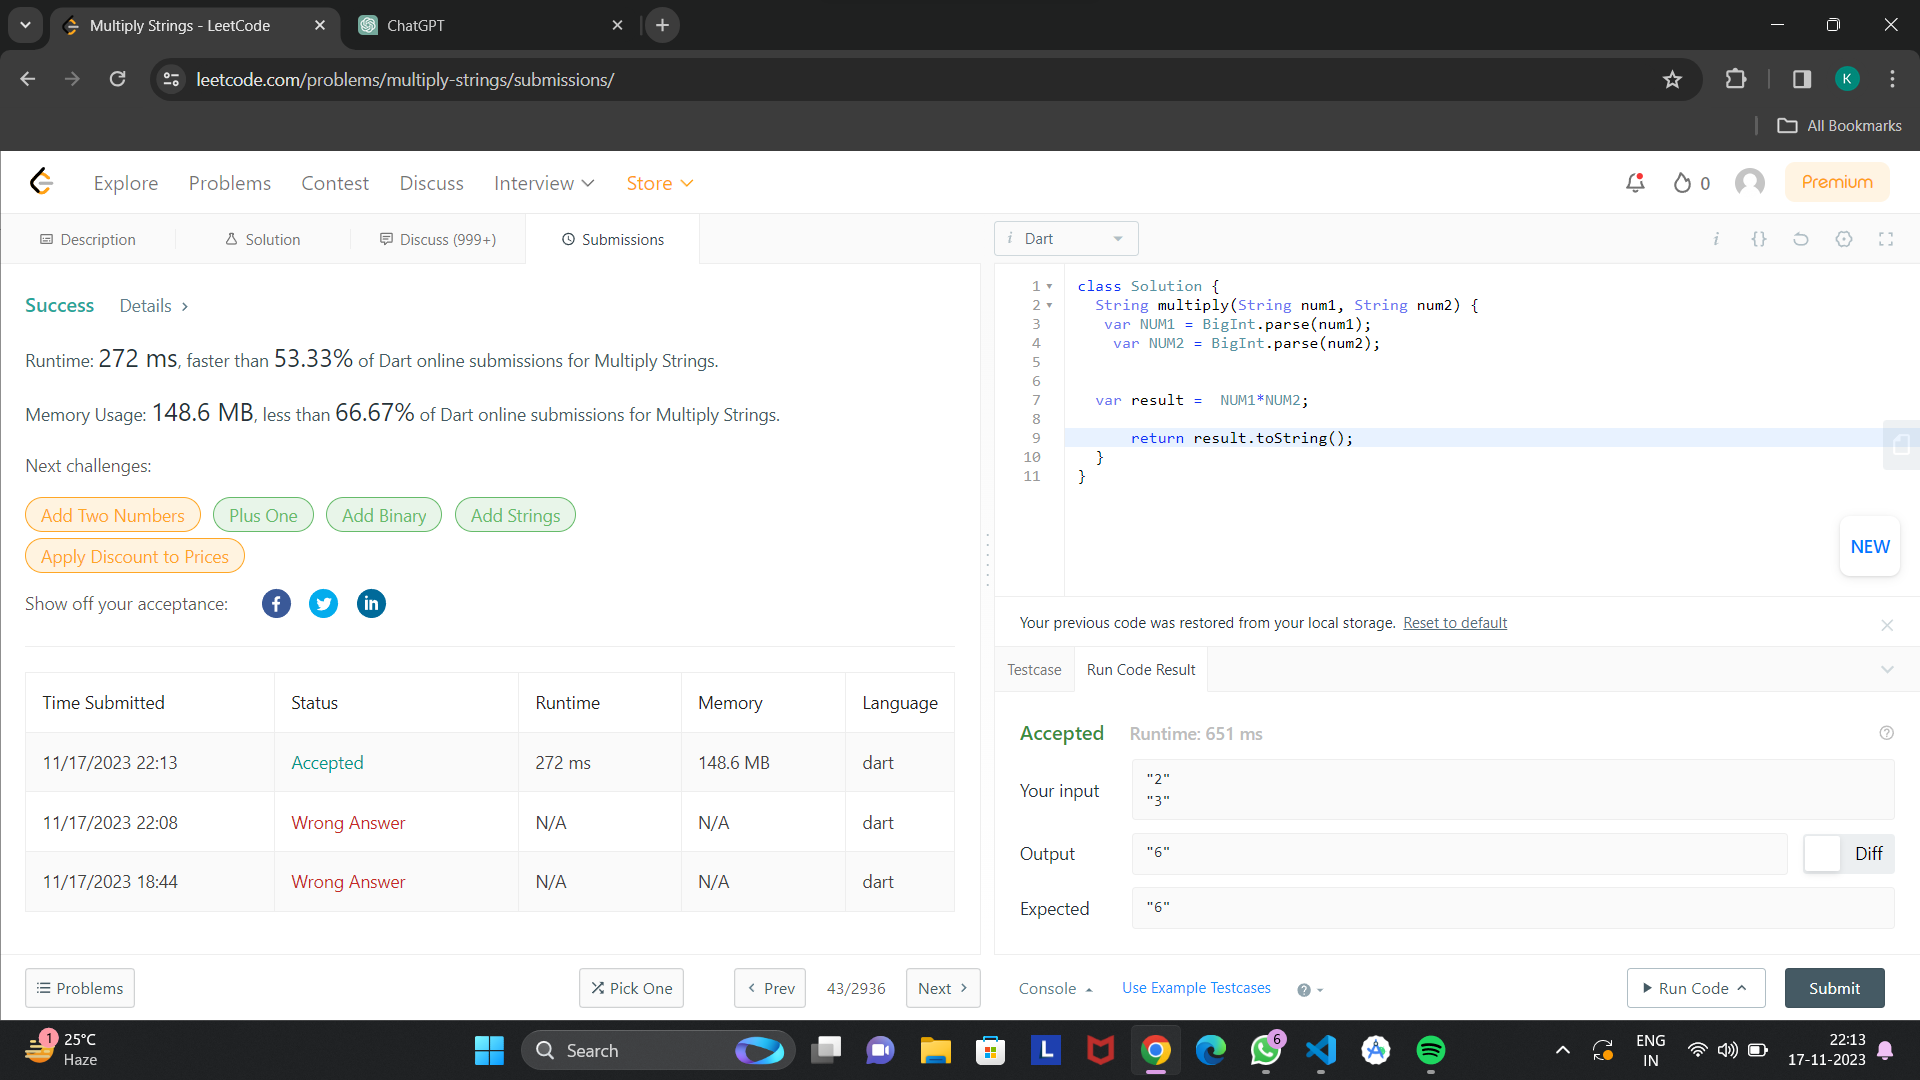 Multiply Strings - LeetCode
ChatGPT
leetcode.com/problems/multiply-strings/submissions/
K
All Bookmarks
Explore Problems Contest Discuss Interview Store
0 Premium
Description Solution Discuss (999+) Submissions
i Dart
i {}
Success Details >
Runtime: 272 ms, faster than 53.33% of Dart online submissions for Multiply Strings.
Memory Usage: 148.6 MB, less than 66.67% of Dart online submissions for Multiply Strings.
Next challenges:
Add Two Numbers Plus One Add Binary Add Strings
Apply Discount to Prices
Show off your acceptance: f in
Time Submitted Status Runtime Memory Language
11/17/2023 22:13 Accepted 272 ms 148.6 MB dart
11/17/2023 22:08 Wrong Answer N/A N/A dart
11/17/2023 18:44 Wrong Answer N/A N/A dart
Problems Pick One < Prev 43/2936 Next >
1 class Solution {
2 String multiply(String num1, String num2) {
3 var NUM1 = BigInt.parse(num1);
4 var NUM2 = BigInt.parse(num2);
5
6
7 var result =  NUM1*NUM2;
8
9 return result.toString();
10 }
11 }
NEW
Your previous code was restored from your local storage. Reset to default
Testcase Run Code Result
Accepted Runtime: 651 ms ?
Your input "2"
"3"
Output "6" Diff
Expected "6"
Console Use Example Testcases ?
Run Code Submit
1 25°C
Haze
Search
L
6
ENG
IN
22:13
17-11-2023